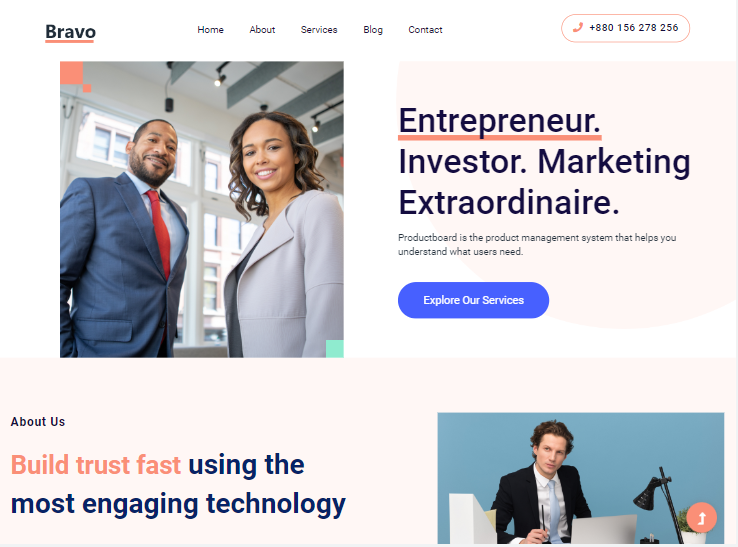 Bravo
Home
About
Services
Blog
Contact
+880 156 278 256
Entrepreneur.
Investor. Marketing
Extraordinaire.
Productboard is the product management system that helps you
understand what users need.
Explore Our Services
About Us
Build trust fast using the
most engaging technology